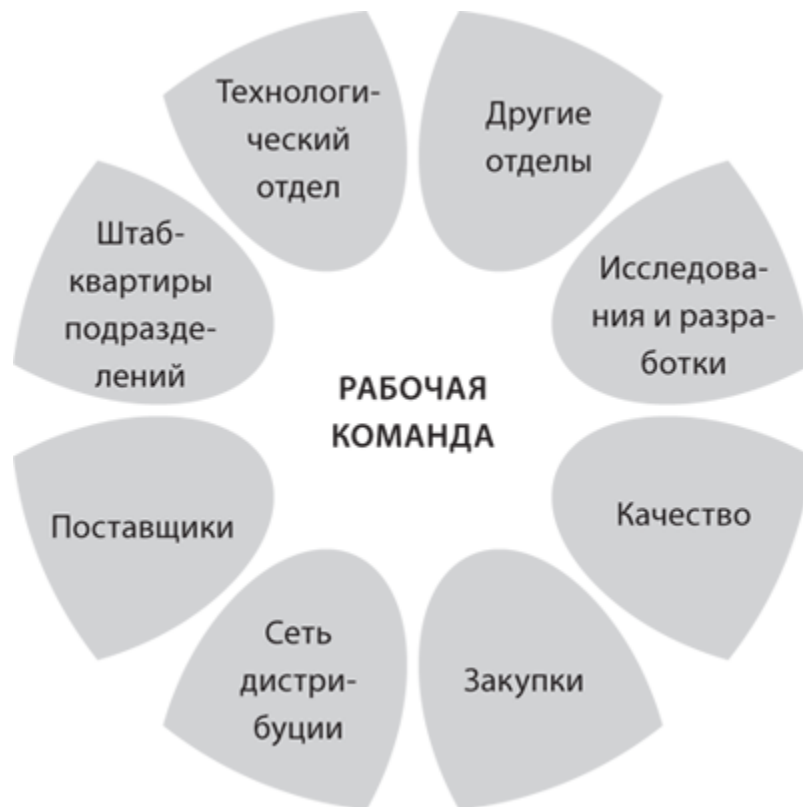 Технологи-
ческий
отдел
Другие
отделы
Исследова-
ния и разра-
ботки
Качество
Закупки
Сеть
дистри-
буции
Поставщики
Штаб-
квартиры
подразде-
лений
РАБОЧАЯ
КОМАНДА